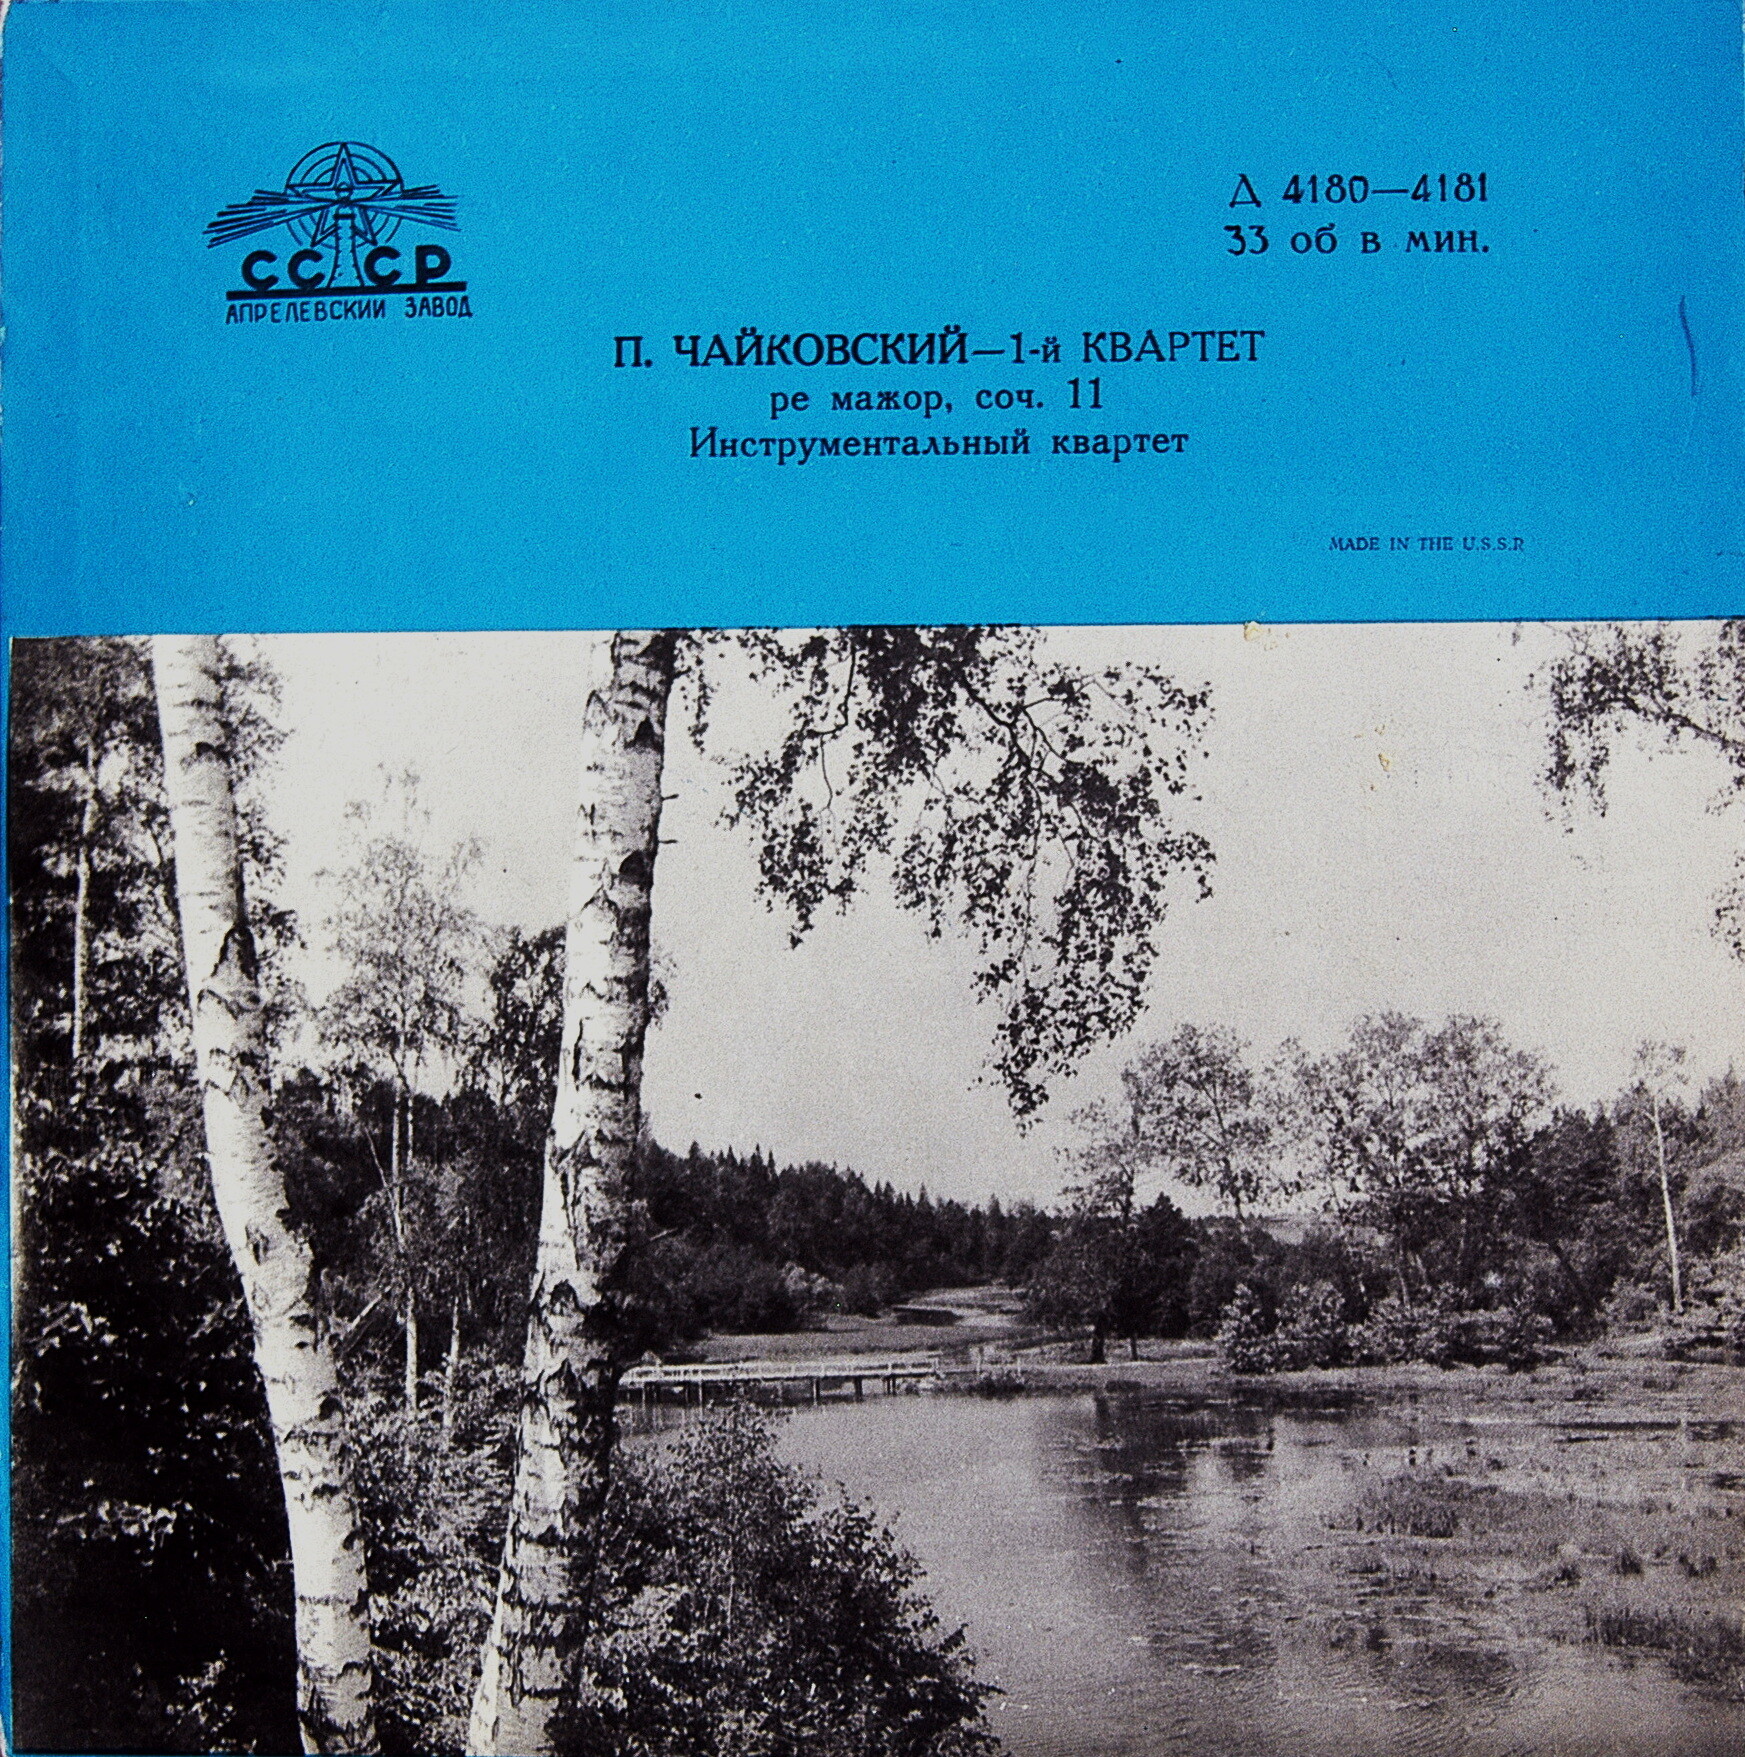 СССР
АПРЕЛЕВСКИЙ ЗАВОД
Д 4180—4181
33 об в мин.
П. ЧАЙКОВСКИЙ—1-й КВАРТЕТ
ре мажор, соч. 11
Инструментальный квартет
MADE IN THE U.S.S.R